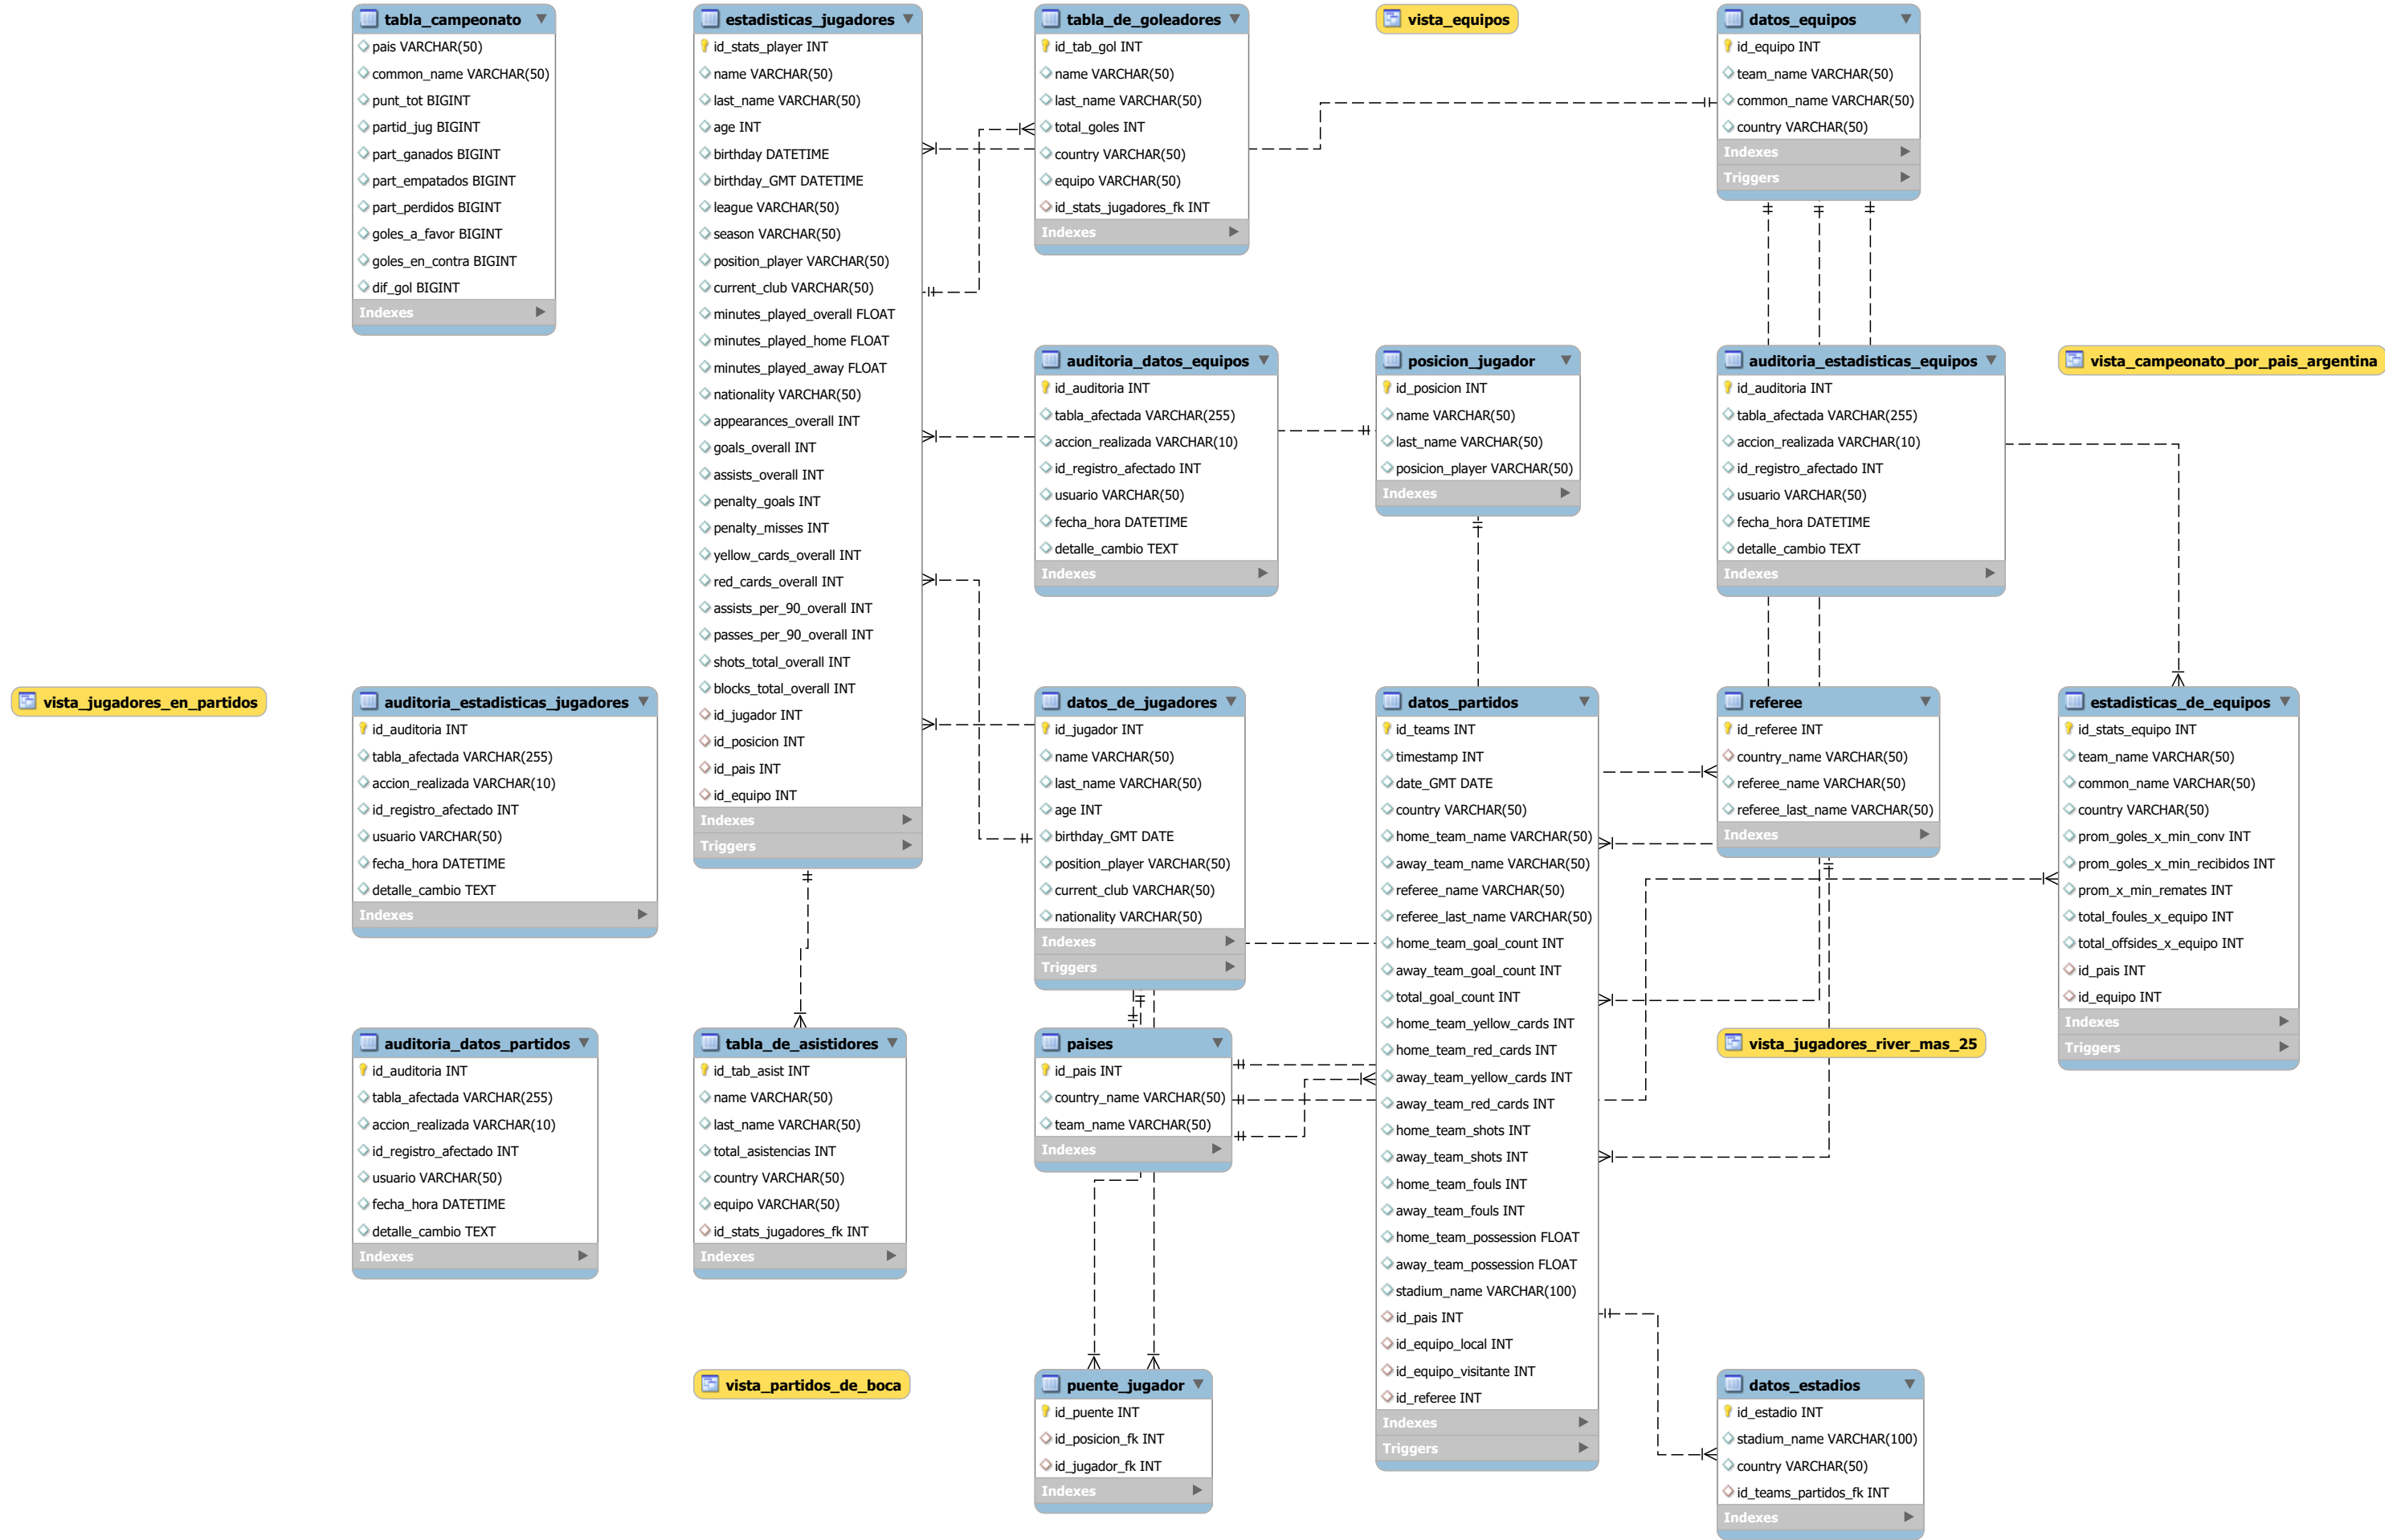 tabla_campeonato
pais VARCHAR(50)
common_name VARCHAR(50)
punt_tot BIGINT
partid_jug BIGINT
part_ganados BIGINT
part_empatados BIGINT
part_perdidos BIGINT
goles_a_favor BIGINT
goles_en_contra BIGINT
dif_gol BIGINT
Indexes
estadisticas_jugadores
id_stats_player INT
name VARCHAR(50)
last_name VARCHAR(50)
age INT
birthday DATETIME
birthday_GMT DATETIME
league VARCHAR(50)
season VARCHAR(50)
position_player VARCHAR(50)
current_club VARCHAR(50)
minutes_played_overall FLOAT
minutes_played_home FLOAT
minutes_played_away FLOAT
nationality VARCHAR(50)
appearances_overall INT
goals_overall INT
assists_overall INT
penalty_goals INT
penalty_misses INT
yellow_cards_overall INT
red_cards_overall INT
assists_per_90_overall INT
passes_per_90_overall INT
shots_total_overall INT
blocks_total_overall INT
id_jugador INT
id_posicion INT
id_pais INT
id_equipo INT
Indexes
Triggers
tabla_de_goleadores
id_tab_gol INT
name VARCHAR(50)
last_name VARCHAR(50)
total_goles INT
country VARCHAR(50)
equipo VARCHAR(50)
id_stats_jugadores_fk INT
Indexes
vista_equipos
datos_equipos
id_equipo INT
team_name VARCHAR(50)
common_name VARCHAR(50)
country VARCHAR(50)
Indexes
Triggers
auditoria_datos_equipos
id_auditoria INT
tabla_afectada VARCHAR(255)
accion_realizada VARCHAR(10)
id_registro_afectado INT
usuario VARCHAR(50)
fecha_hora DATETIME
detalle_cambio TEXT
Indexes
posicion_jugador
id_posicion INT
name VARCHAR(50)
last_name VARCHAR(50)
posicion_player VARCHAR(50)
Indexes
auditoria_estadisticas_equipos
id_auditoria INT
tabla_afectada VARCHAR(255)
accion_realizada VARCHAR(10)
id_registro_afectado INT
usuario VARCHAR(50)
fecha_hora DATETIME
detalle_cambio TEXT
Indexes
vista_campeonato_por_pais_argentina
vista_jugadores_en_partidos
auditoria_estadisticas_jugadores
id_auditoria INT
tabla_afectada VARCHAR(255)
accion_realizada VARCHAR(10)
id_registro_afectado INT
usuario VARCHAR(50)
fecha_hora DATETIME
detalle_cambio TEXT
Indexes
datos_de_jugadores
id_jugador INT
name VARCHAR(50)
last_name VARCHAR(50)
age INT
birthday_GMT DATE
position_player VARCHAR(50)
current_club VARCHAR(50)
nationality VARCHAR(50)
Indexes
Triggers
datos_partidos
id_teams INT
timestamp INT
date_GMT DATE
country VARCHAR(50)
home_team_name VARCHAR(50)
away_team_name VARCHAR(50)
referee_name VARCHAR(50)
referee_last_name VARCHAR(50)
home_team_goal_count INT
away_team_goal_count INT
total_goal_count INT
home_team_yellow_cards INT
home_team_red_cards INT
away_team_yellow_cards INT
away_team_red_cards INT
home_team_shots INT
away_team_shots INT
home_team_fouls INT
away_team_fouls INT
home_team_possession FLOAT
away_team_possession FLOAT
stadium_name VARCHAR(100)
id_pais INT
id_equipo_local INT
id_equipo_visitante INT
id_referee INT
Indexes
Triggers
referee
id_referee INT
country_name VARCHAR(50)
referee_name VARCHAR(50)
referee_last_name VARCHAR(50)
Indexes
estadisticas_de_equipos
id_stats_equipo INT
team_name VARCHAR(50)
common_name VARCHAR(50)
country VARCHAR(50)
prom_goles_x_min_conv INT
prom_goles_x_min_recibidos INT
prom_x_min_remates INT
total_foules_x_equipo INT
total_offsides_x_equipo INT
id_pais INT
id_equipo INT
Indexes
Triggers
auditoria_datos_partidos
id_auditoria INT
tabla_afectada VARCHAR(255)
accion_realizada VARCHAR(10)
id_registro_afectado INT
usuario VARCHAR(50)
fecha_hora DATETIME
detalle_cambio TEXT
Indexes
tabla_de_asistidores
id_tab_asist INT
name VARCHAR(50)
last_name VARCHAR(50)
total_asistencias INT
country VARCHAR(50)
equipo VARCHAR(50)
id_stats_jugadores_fk INT
Indexes
paises
id_pais INT
country_name VARCHAR(50)
team_name VARCHAR(50)
Indexes
vista_jugadores_river_mas_25
vista_partidos_de_boca
puente_jugador
id_puente INT
id_posicion_fk INT
id_jugador_fk INT
Indexes
datos_estadios
id_estadio INT
stadium_name VARCHAR(100)
country VARCHAR(50)
id_teams_partidos_fk INT
Indexes